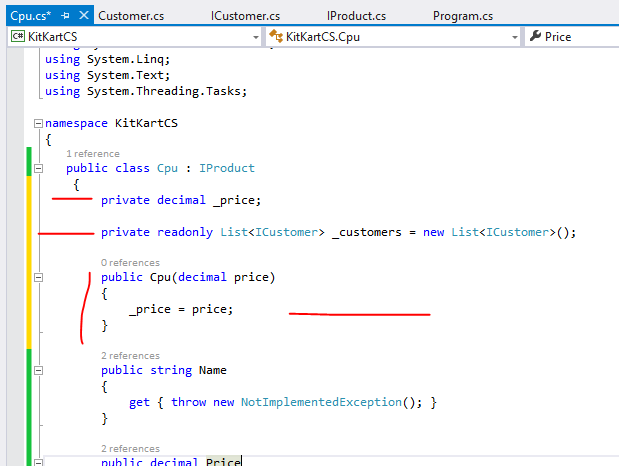 Cpu.cs* Customer.cs ICustomer.cs IProduct.cs Program.cs
C# KitKartCS KitKartCS.Cpu Price
using System.Linq;
using System.Text;
using System.Threading.Tasks;
namespace KitKartCS
{
1 reference
public class Cpu : IProduct
{
private decimal _price;
private readonly List<ICustomer> _customers = new List<ICustomer>();
0 references
public Cpu(decimal price)
{
_price = price;
}
2 references
public string Name
{
get { throw new NotImplementedException(); }
}
2 references
public decimal Price